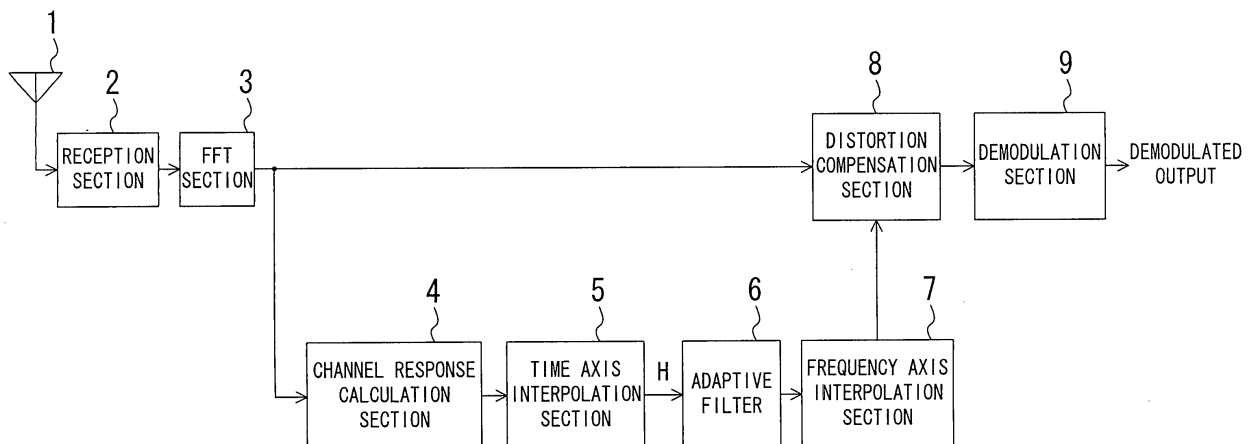 1
2
3
8
9
RECEPTION
SECTION
FFT
SECTION
DISTORTION
COMPENSATION
SECTION
DEMODULATION
SECTION
DEMODULATED
OUTPUT
4
5
6
7
CHANNEL RESPONSE
CALCULATION
SECTION
TIME AXIS
INTERPOLATION
SECTION
H
ADAPTIVE
FILTER
FREQUENCY AXIS
INTERPOLATION
SECTION